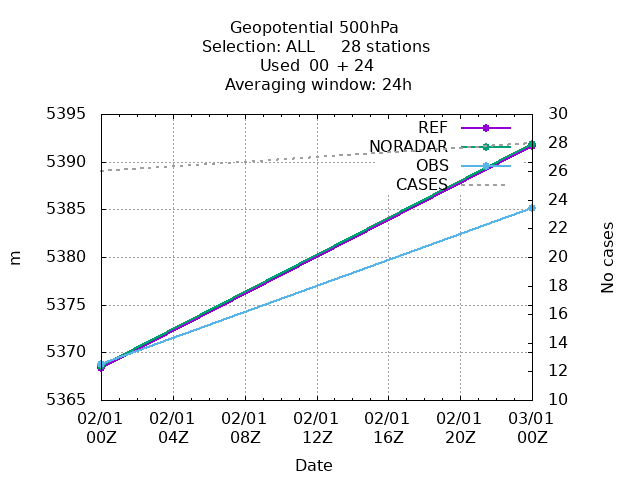 Geopotential 500hPa
Selection: ALL     28 stations
Used  00  + 24
Averaging window: 24h
5395
5390
5385
5380
5375
5370
5365
m
30
28
26
24
22
20
18
16
14
12
10
No cases
REF
NORADAR
OBS
CASES
02/01 02/01 02/01 02/01 02/01 02/01 03/01
00Z 04Z 08Z 12Z 16Z 20Z 00Z
Date